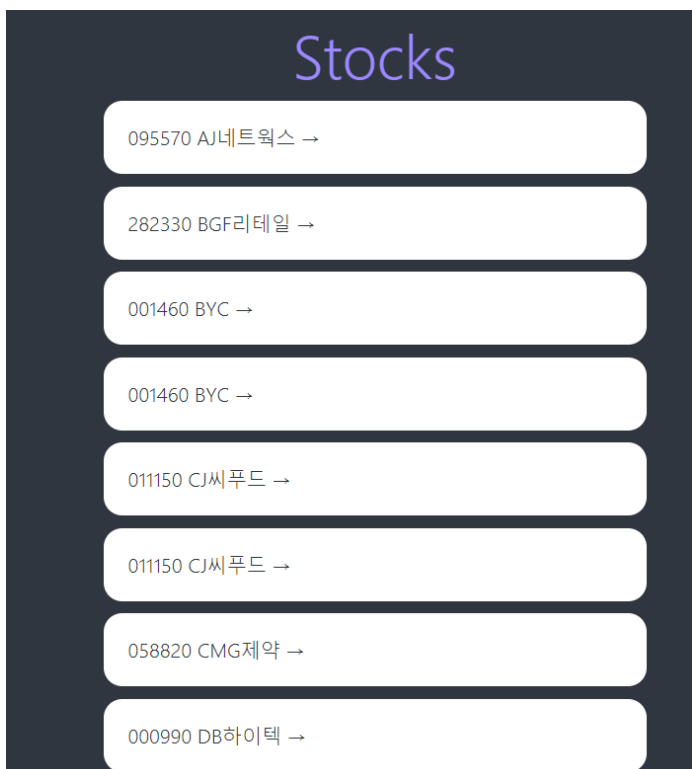 Stocks
095570 AJ네트웍스 →
282330 BGF리테일 →
001460 BYC →
001460 BYC →
011150 CJ씨푸드 →
011150 CJ씨푸드 →
058820 CMG제약 →
000990 DB하이텍 →